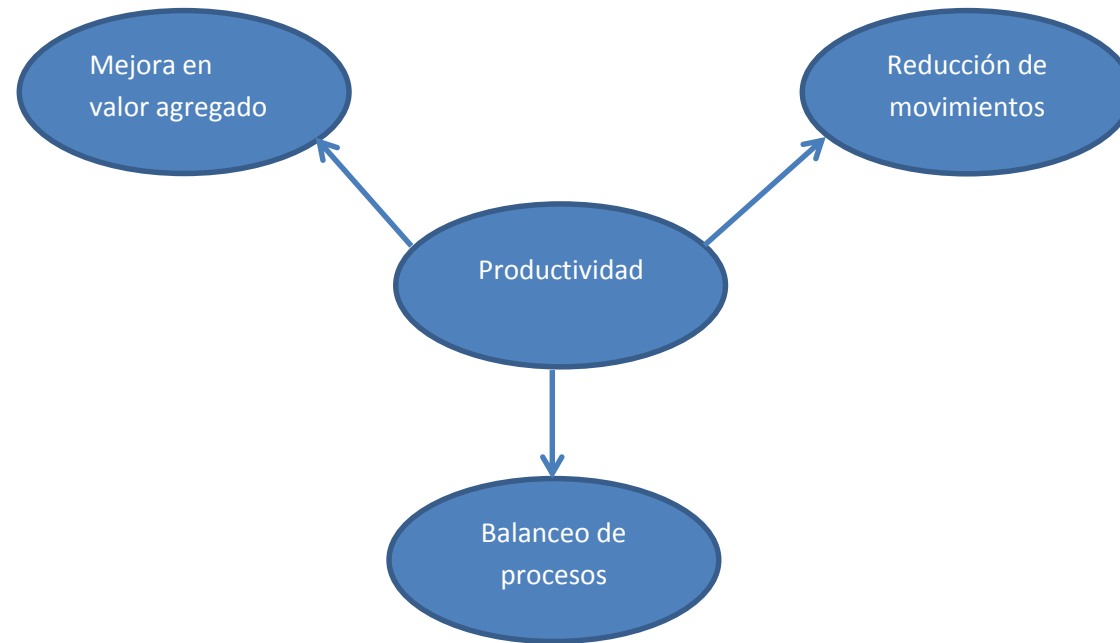 Mejora en
valor agregado
Reducción de
movimientos
Productividad
Balanceo de
procesos